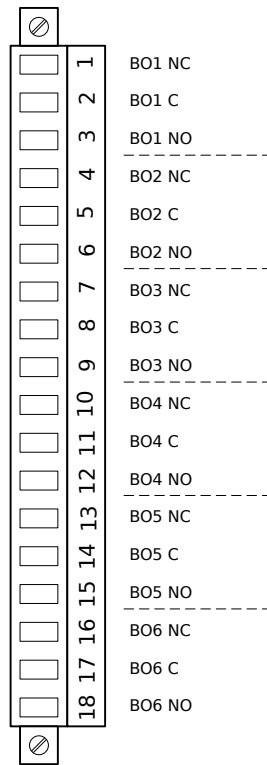 1 BO1 NC
2 BO1 C
3 BO1 NO
4 BO2 NC
5 BO2 C
6 BO2 NO
7 BO3 NC
8 BO3 C
9 BO3 NO
10 BO4 NC
11 BO4 C
12 BO4 NO
13 BO5 NC
14 BO5 C
15 BO5 NO
16 BO6 NC
17 BO6 C
18 BO6 NO